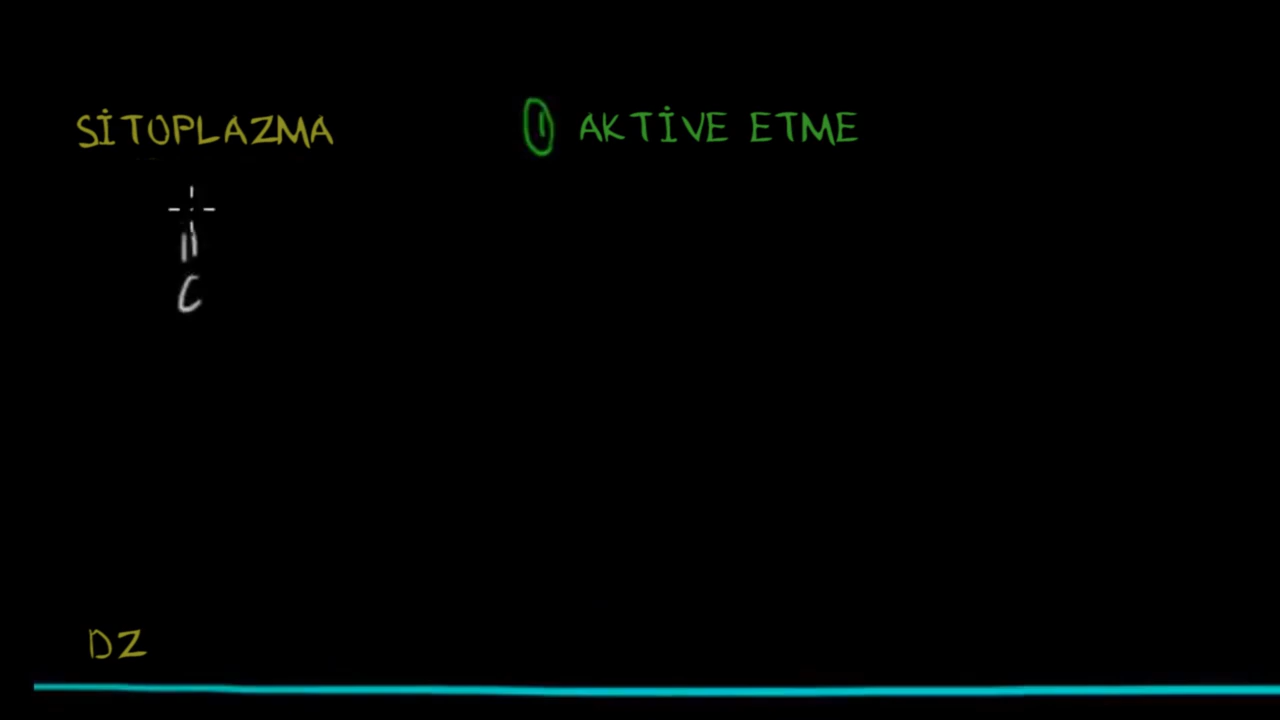 SİTOPLAZMA
① AKTİVE ETME
||
C
DZ